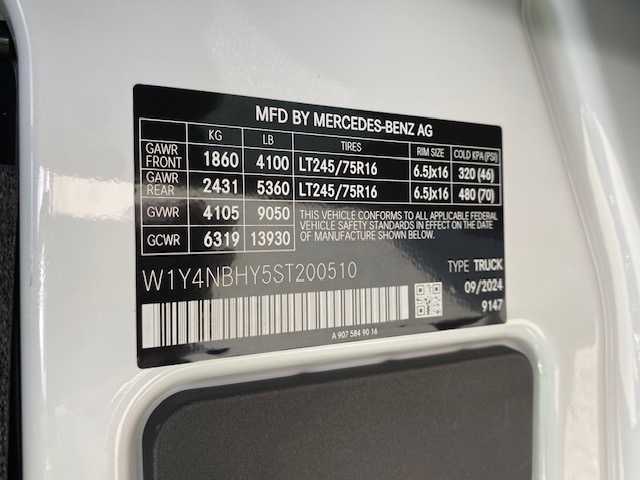 MFD BY MERCEDES-BENZ AG
KG LB TIRES RIM SIZE COLD KPA (PSI)
GAWR FRONT 1860 4100 LT245/75R16 6.5Jx16 320 (46)
GAWR REAR 2431 5360 LT245/75R16 6.5Jx16 480 (70)
GVWR 4105 9050 THIS VEHICLE CONFORMS TO ALL APPLICABLE FEDERAL
VEHICLE SAFETY STANDARDS IN EFFECT ON THE
GCWR 6319 13930 DATE OF MANUFACTURE SHOWN.
W1Y4NBHY5ST200510
TYPE TRUCK
09/2024
9147
A 907 584 90 16